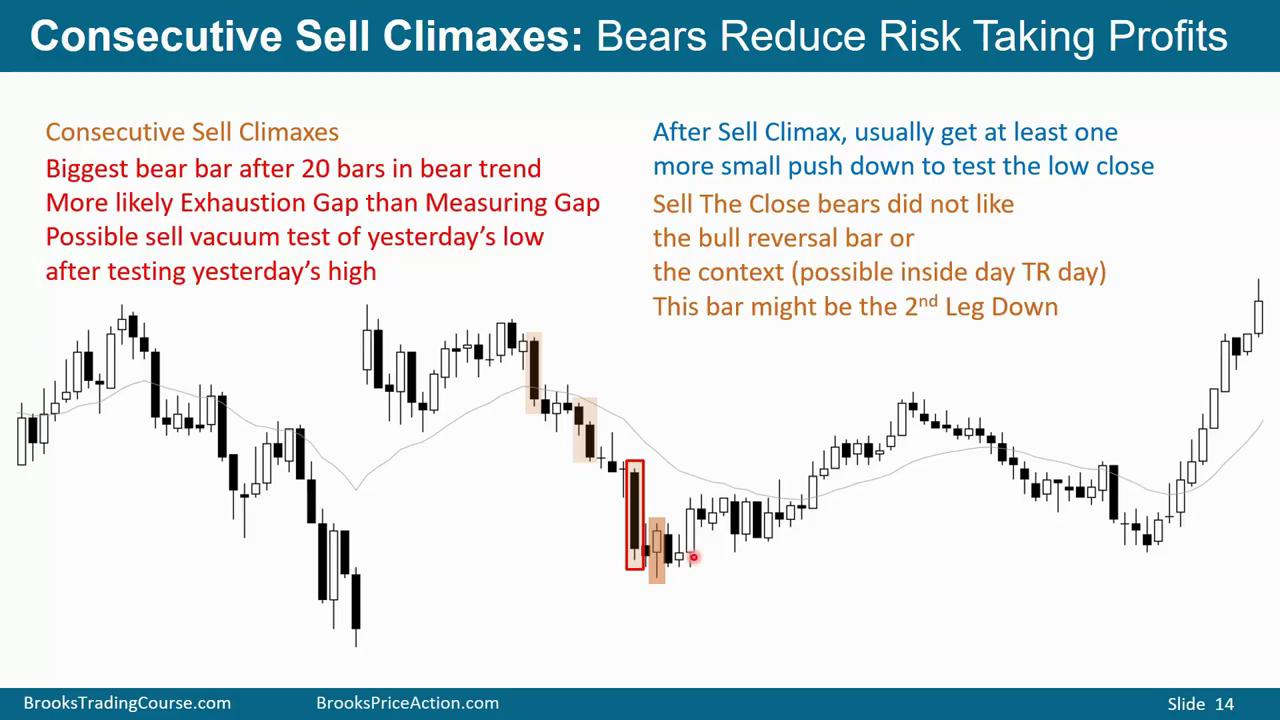 Consecutive Sell Climaxes: Bears Reduce Risk Taking Profits
Consecutive Sell Climaxes
Biggest bear bar after 20 bars in bear trend
More likely Exhaustion Gap than Measuring Gap
Possible sell vacuum test of yesterday's low
after testing yesterday's high
After Sell Climax, usually get at least one
more small push down to test the low close
Sell The Close bears did not like
the bull reversal bar or
the context (possible inside day TR day)
This bar might be the 2nd Leg Down
BrooksTradingCourse.com
BrooksPriceAction.com
Slide 14